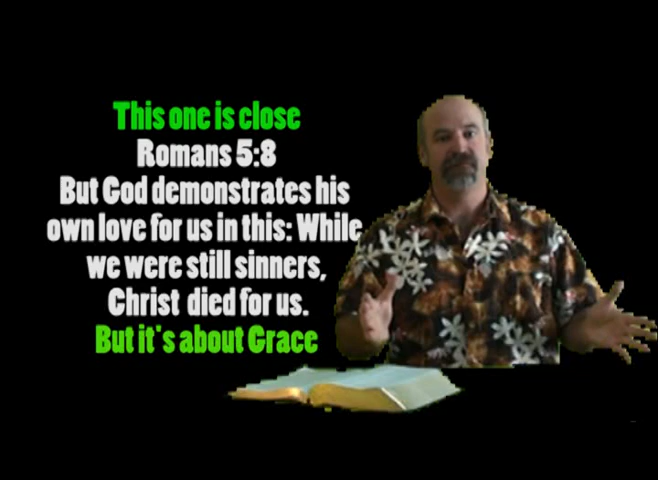 This one is close
Romans 5:8
But God demonstrates his
own love for us in this: While
we were still sinners,
Christ died for us.
But it's about Grace